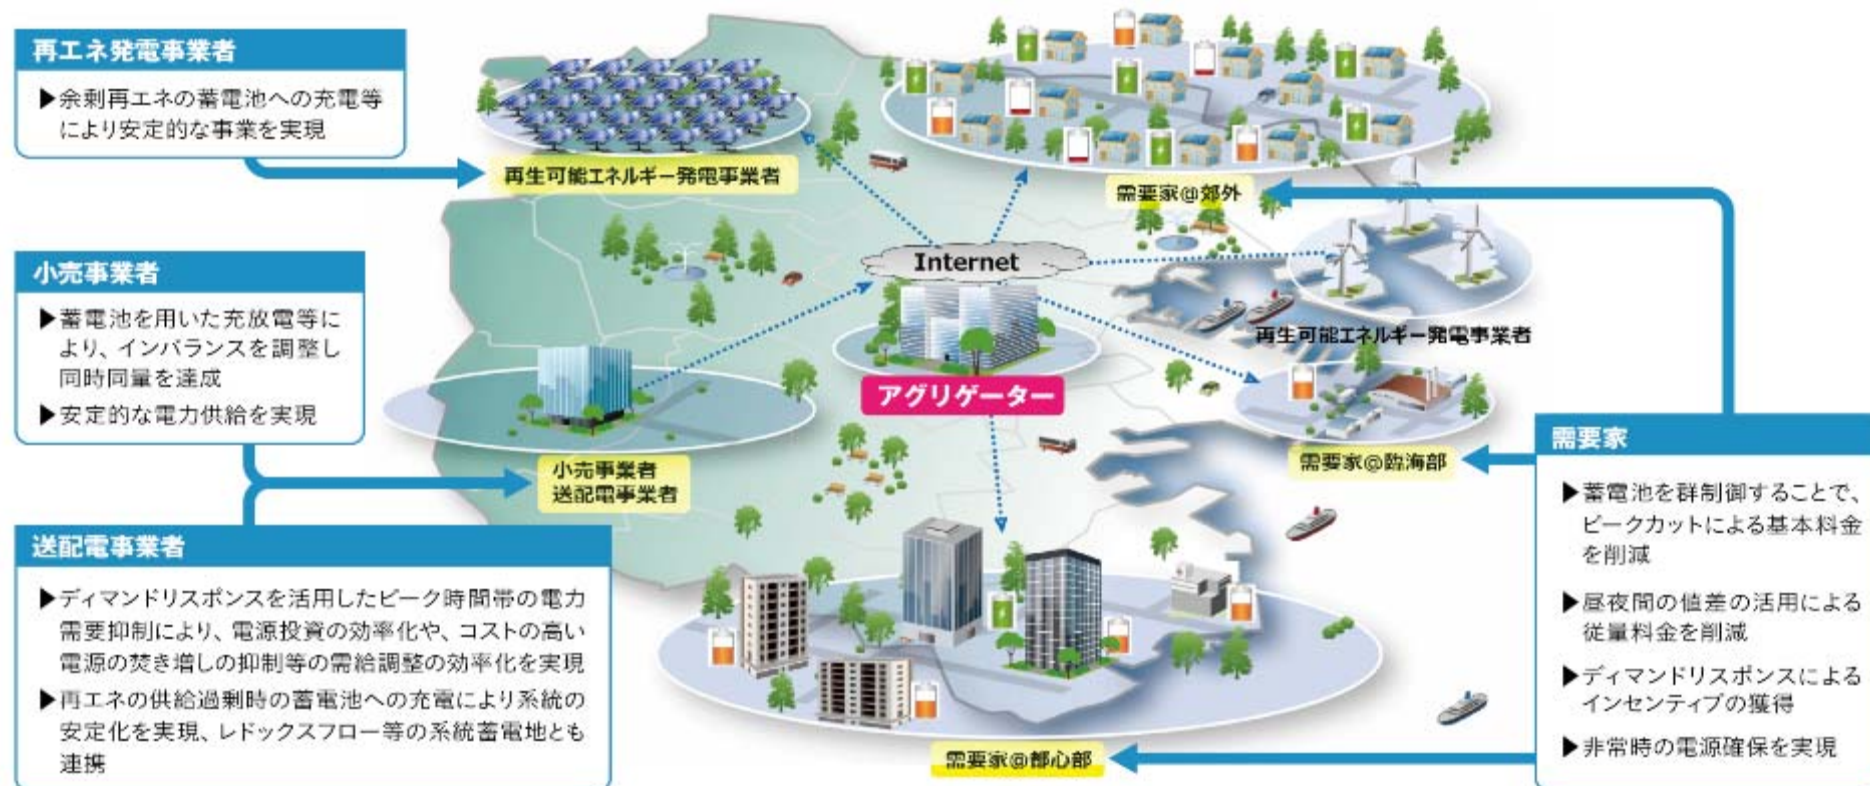 再エネ発電事業者
▶余剰再エネの蓄電池への充電等
により安定的な事業を実現
再生可能エネルギー発電事業者
需要家@郊外
小売事業者
▶蓄電池を用いた充放電等に
より、インバランスを調整し
同時同量を達成
▶安定的な電力供給を実現
Internet
再生可能エネルギー発電事業者
アグリゲーター
小売事業者
送配電事業者
需要家@臨海部
送配電事業者
▶ディマンドリスポンスを活用したピーク時間帯の電力
需要抑制により、電源投資の効率化や、コストの高い
電源の焚き増しの抑制等の需給調整の効率化を実現
▶再エネの供給過剰時の蓄電池への充電により系統の
安定化を実現、レドックスフロー等の系統蓄電地とも
連携
需要家@都心部
需要家
▶蓄電池を群制御することで、
ピークカットによる基本料金
を削減
▶昼夜間の値差の活用による
従量料金を削減
▶ディマンドリスポンスによる
インセンティブの獲得
▶非常時の電源確保を実現